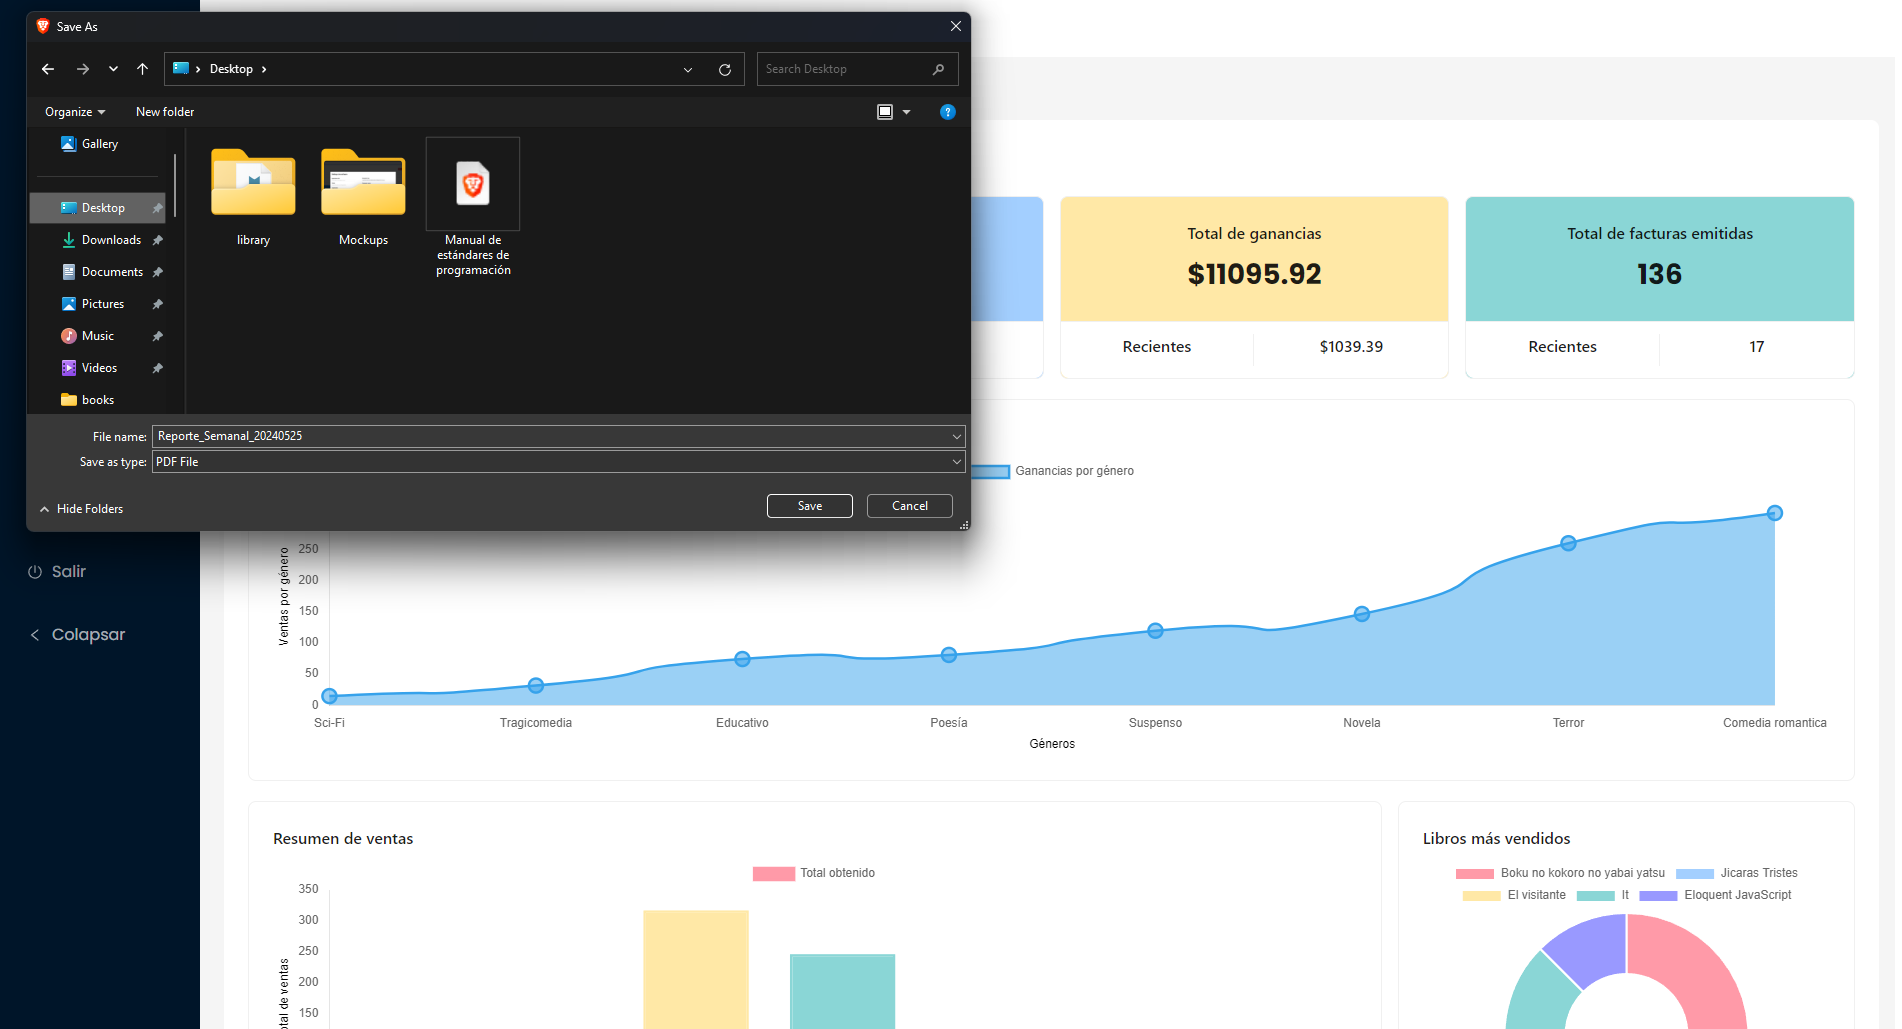 Save As
Desktop
Search Desktop
Organize
New folder
?
Gallery
Desktop
Downloads
Documents
Pictures
Music
Videos
books
library
Mockups
Manual de
estándares de
programación
File name:
Reporte_Semanal_20240525
Save as type:
PDF File
Hide Folders
Save
Cancel
Salir
Colapsar
Total de ganancias
$11095.92
Recientes
$1039.39
Total de facturas emitidas
136
Recientes
17
Ganancias por género
Ventas por género
250
200
150
100
50
0
Sci-Fi
Tragicomedia
Educativo
Poesía
Suspenso
Novela
Terror
Comedia romantica
Géneros
Resumen de ventas
Total obtenido
350
300
250
200
150
de ventas
Libros más vendidos
Boku no kokoro no yabai yatsu
Jicaras Tristes
El visitante
It
Eloquent JavaScript